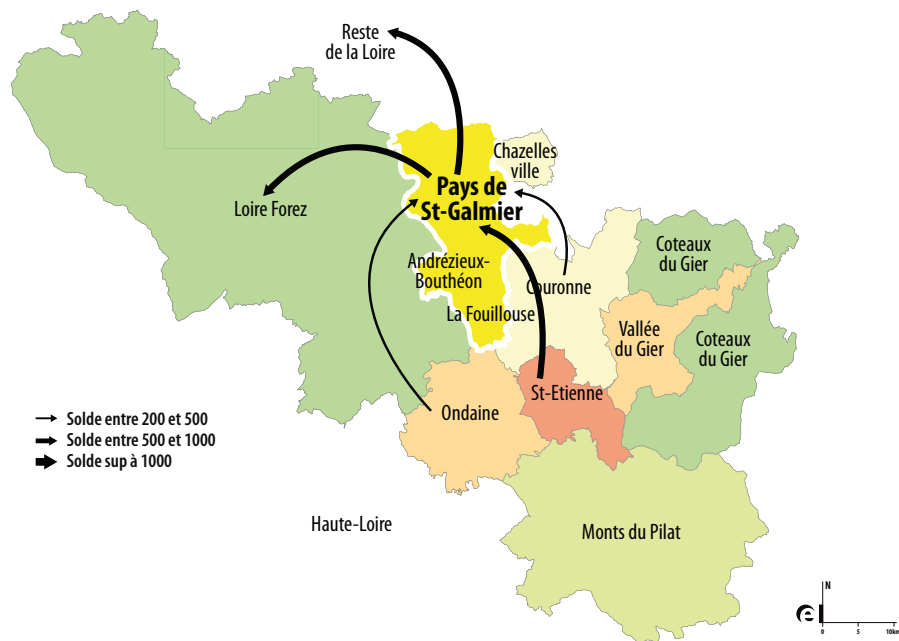 Reste
de la Loire
Chazelles
ville
Pays de
St-Galmier
Loire Forez
Coteaux
du Gier
Andrézieux-
Bouthéon
Couronne
La Fouillouse
Vallée
du Gier
Coteaux
du Gier
St-Etienne
Ondaine
Solde entre 200 et 500
Solde entre 500 et 1000
Solde sup à 1000
Haute-Loire
Monts du Pilat
N
0 5 10km